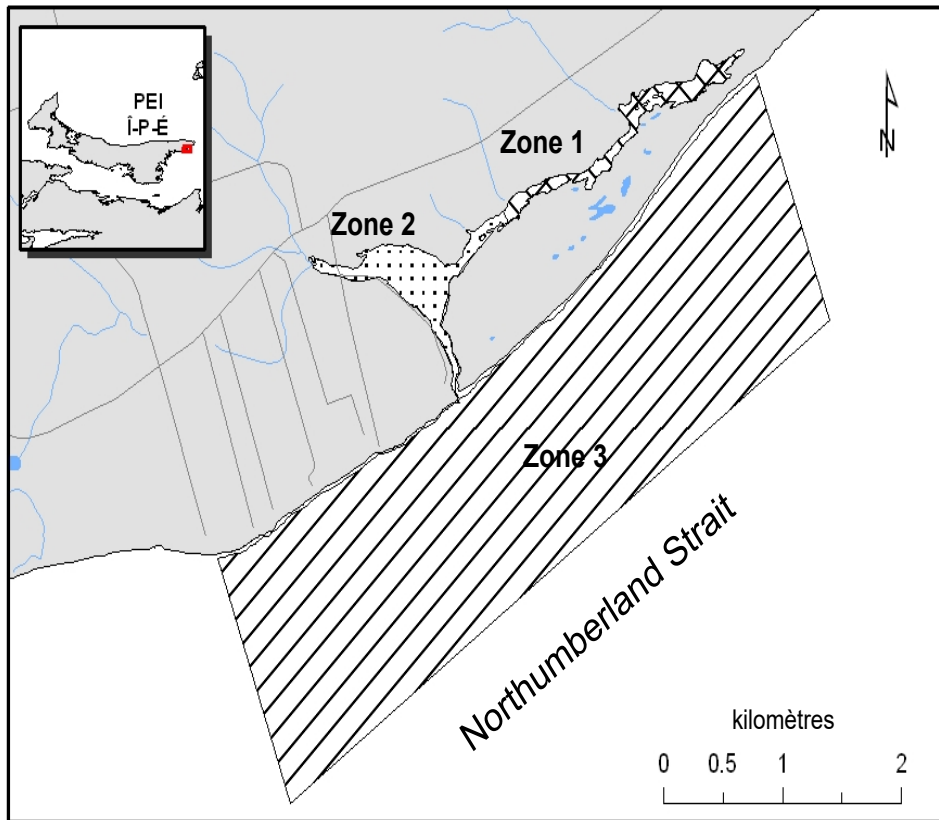 PEI
Î-P-É
N
Zone 1
Zone 2
Zone 3
Northumberland Strait
kilomètres
0 0.5 1 2